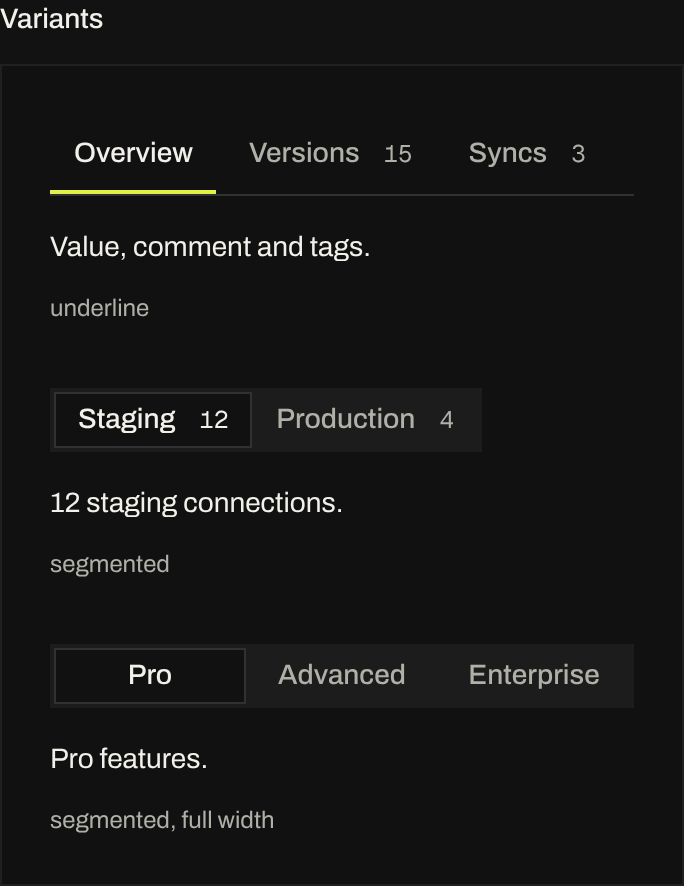 Variants
Overview Versions 15 Syncs 3
Value, comment and tags.
underline
Staging 12 Production 4
12 staging connections.
segmented
Pro Advanced Enterprise
Pro features.
segmented, full width